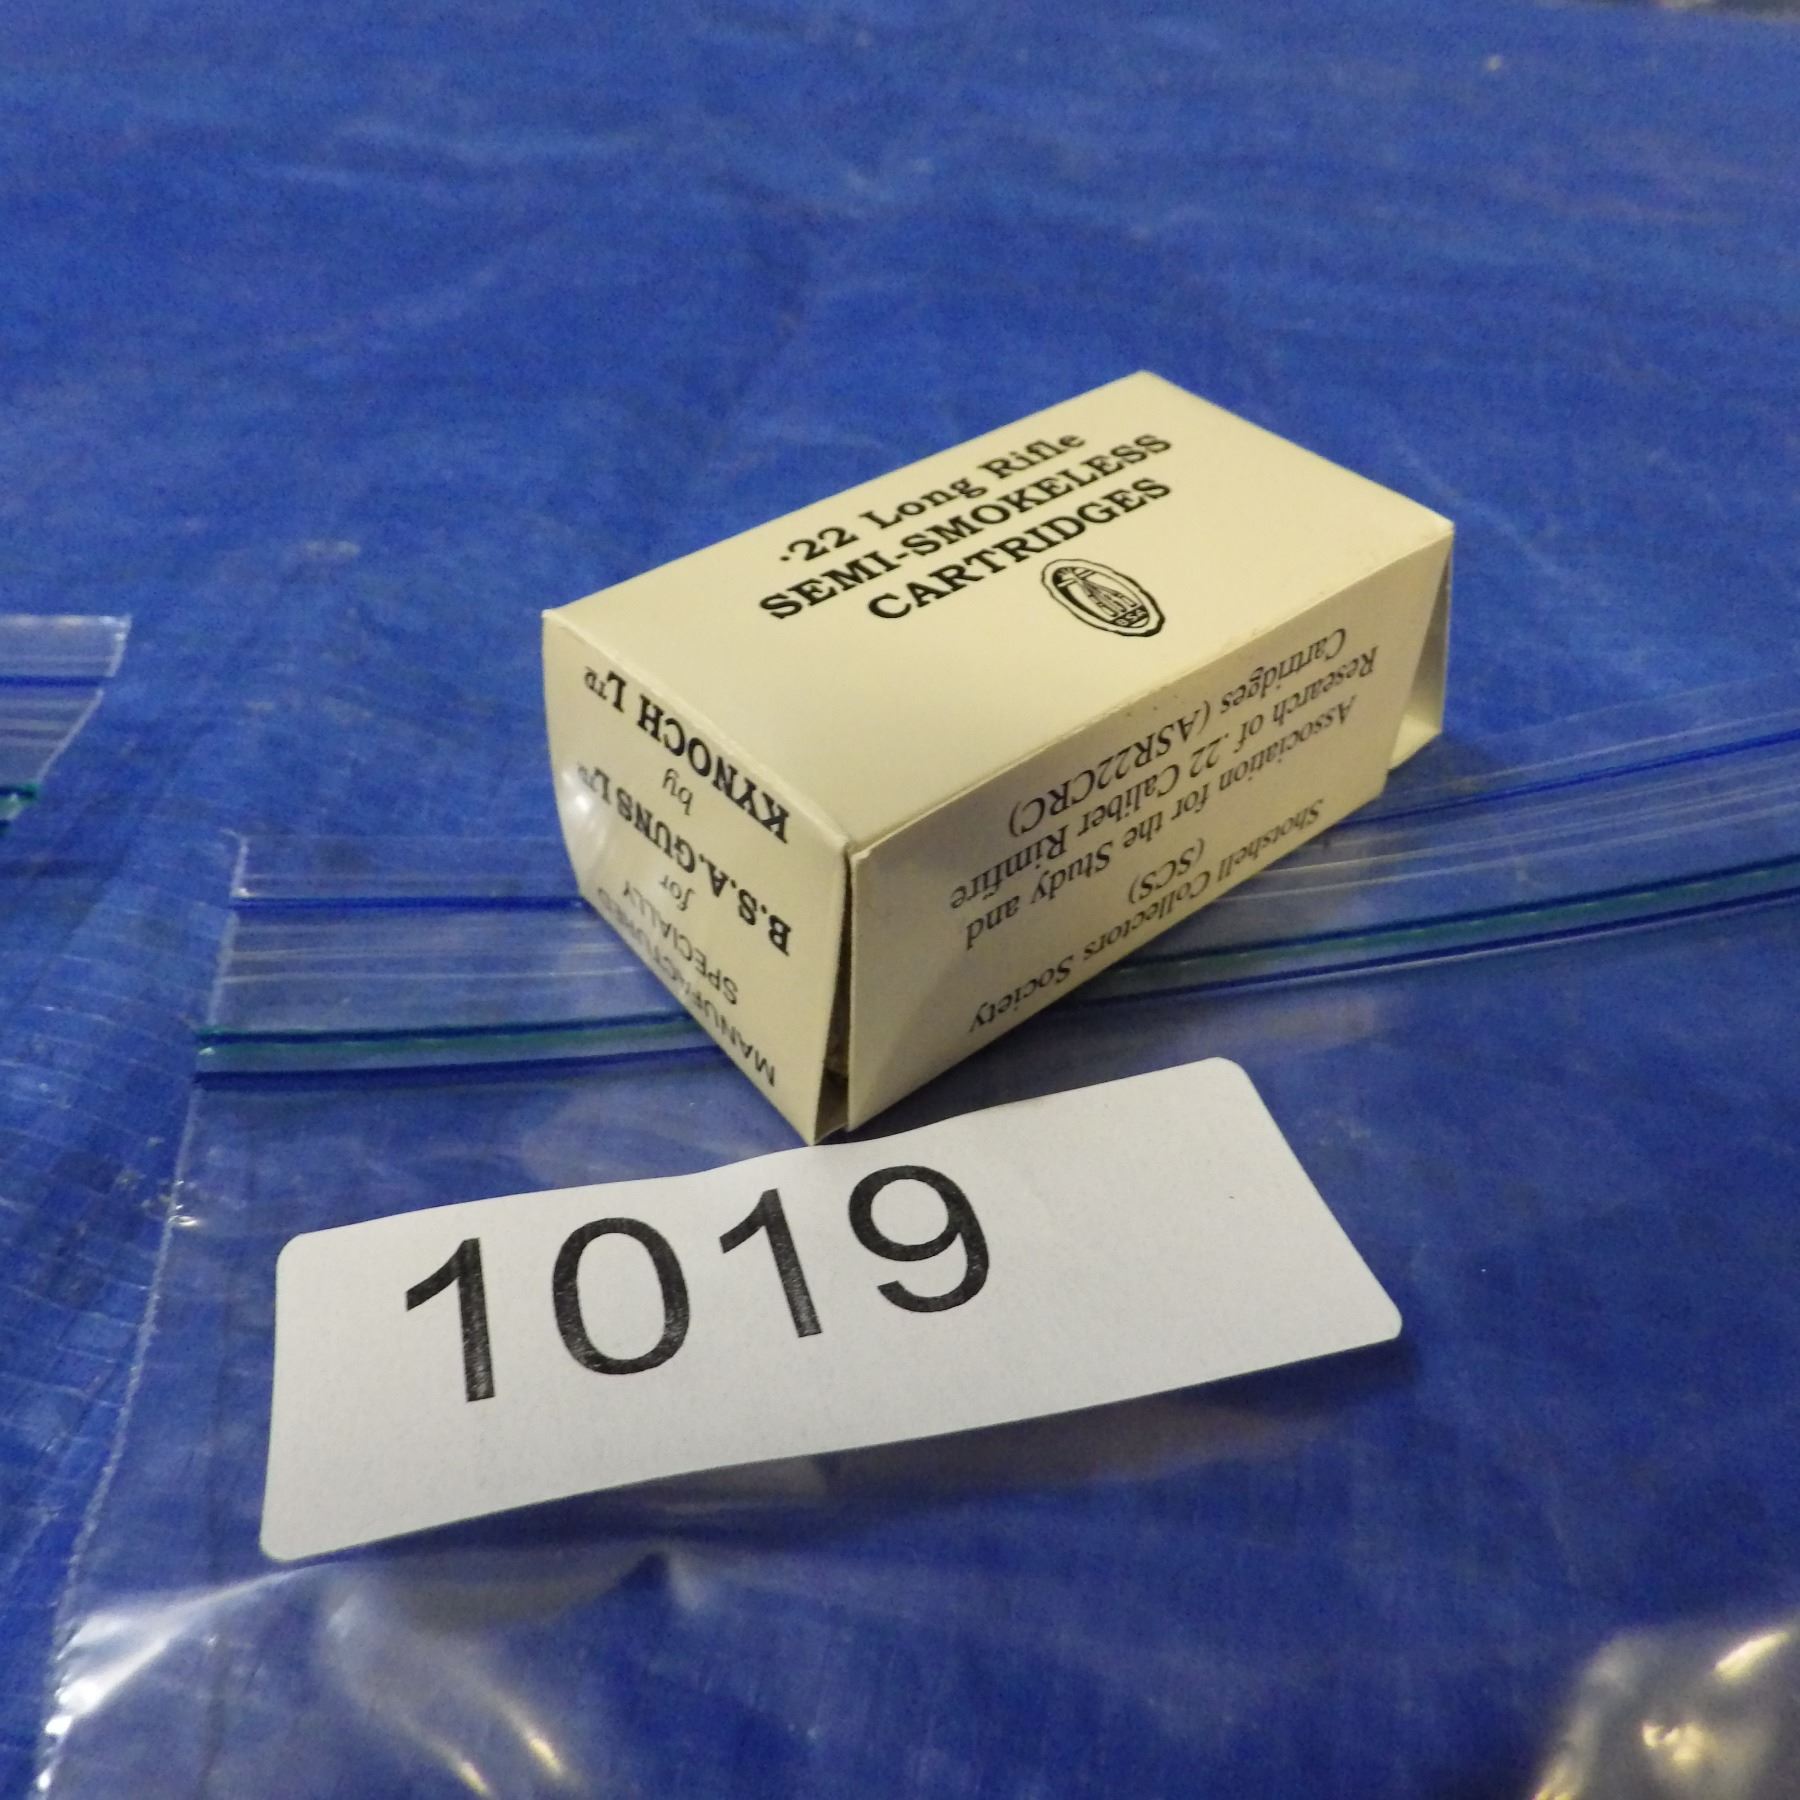 .22 Long Rifle
SEMI-SMOKELESS
CARTRIDGES
MANUFACTURED
SPECIALLY
for
B.S.A. GUNS LTD
by
KYNOCH LTD
Shotshell Collectors Society
(SCS)
Association for the Study and
Research of .22 Caliber Rimfire
Cartridges (ASR22CRC)
1019